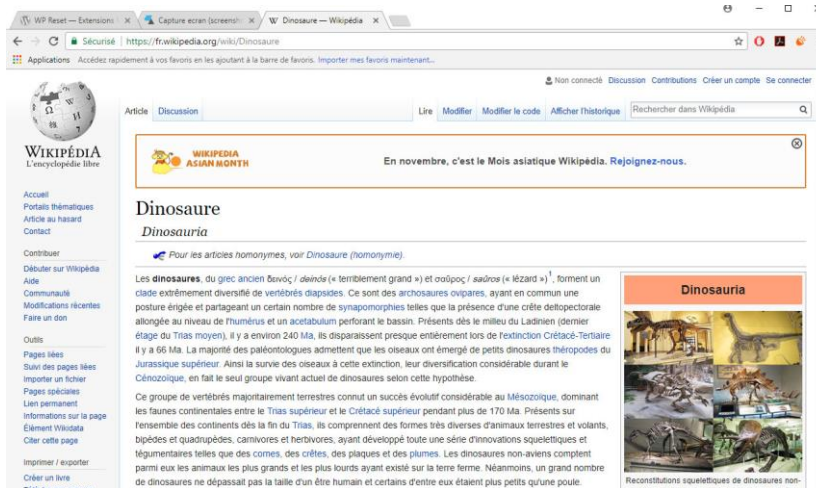 WP Reset — Extensions
Capture ecran (screensh
Dinosaure — Wikipédia
Sécurisé https://fr.wikipedia.org/wiki/Dinosaure
Applications Accédez rapidement à vos favoris en les ajoutant à la barre de favoris. Importer mes favoris maintenant...
Non connecté Discussion Contributions Créer un compte Se connecter
Article Discussion Lire Modifier Modifier le code Afficher l'historique Rechercher dans Wikipédia
WIKIPÉDIA
L'encyclopédie libre
WIKIPEDIA
ASIAN MONTH
En novembre, c'est le Mois asiatique Wikipédia. Rejoignez-nous.
Accueil
Portails thématiques
Article au hasard
Contact
Contribuer
Débuter sur Wikipédia
Aide
Communauté
Modifications récentes
Faire un don
Outils
Pages liées
Suivi des pages liées
Importer un fichier
Pages spéciales
Lien permanent
Informations sur la page
Élément Wikidata
Citer cette page
Imprimer / exporter
Créer un livre
Dinosaure
Dinosauria
Pour les articles homonymes, voir Dinosaure (homonymie).
Les dinosaures, du grec ancien δεινός / deinós (« terriblement grand ») et σαῦρος / saûros (« lézard »)1, forment un
clade extrêmement diversifié de vertébrés diapsides. Ce sont des archosaures ovipares, ayant en commun une
posture érigée et partageant un certain nombre de synapomorphies telles que la présence d'une crête deltopectorale
allongée au niveau de l'humérus et un acetabulum perforant le bassin. Présents dès le milieu du Ladinien (dernier
étage du Trias moyen), il y a environ 240 Ma, ils disparaissent presque entièrement lors de l'extinction Crétacé-Tertiaire
il y a 66 Ma. La majorité des paléontologues admettent que les oiseaux ont émergé de petits dinosaures théropodes du
Jurassique supérieur. Ainsi la survie des oiseaux à cette extinction, leur diversification considérable durant le
Cénozoïque, en fait le seul groupe vivant actuel de dinosaures selon cette hypothèse.
Ce groupe de vertébrés majoritairement terrestres connut un succès évolutif considérable au Mésozoïque, dominant
les faunes continentales entre le Trias supérieur et le Crétacé supérieur pendant plus de 170 Ma. Présents sur
l'ensemble des continents dès la fin du Trias, ils comprennent des formes très diverses d'animaux terrestres et volants,
bipèdes et quadrupèdes, carnivores et herbivores, ayant développé toute une série d'innovations squelettiques et
tégumentaires telles que des cornes, des crêtes, des plaques et des plumes. Les dinosaures non-aviens comptent
parmi eux les animaux les plus grands et les plus lourds ayant existé sur la terre ferme. Néanmoins, un grand nombre
de dinosaures ne dépassait pas la taille d'un être humain et certains d'entre eux étaient plus petits qu'une poule.
Dinosauria
Reconstitutions squelettiques de dinosaures non-